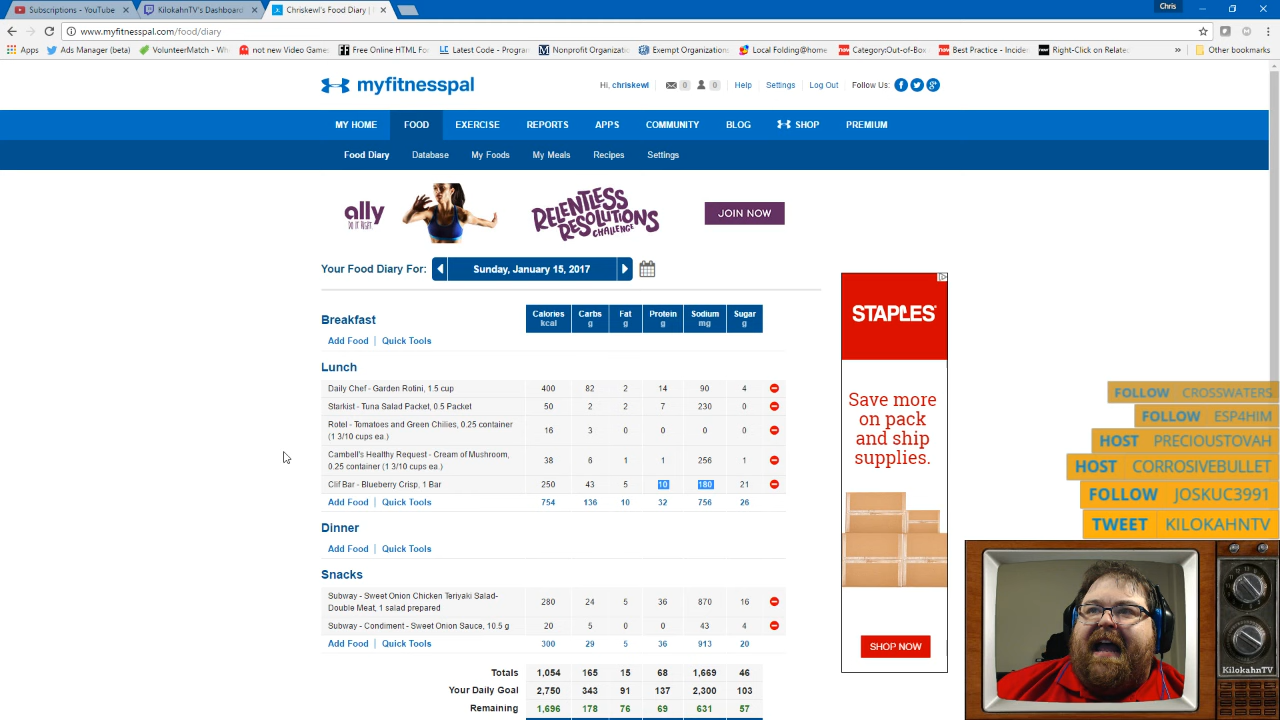 Subscriptions - YouTube
KilokahnTV's Dashboard
Chriskewl's Food Diary |
Chris
www.myfitnesspal.com/food/diary
Apps
Ads Manager (beta)
VolunteerMatch - Wh
not new Video Games
Free Online HTML Fo
Latest Code - Progra
Nonprofit Organizatio
Exempt Organizations
Local Folding@home
CategoryOut-of-Box
Best Practice - Incide
Right-Click on Relate
»
Other bookmarks
myfitnesspal
Hi, chriskewl
0
0
Help
Settings
Log Out
Follow Us:
MY HOME
FOOD
EXERCISE
REPORTS
APPS
COMMUNITY
BLOG
SHOP
PREMIUM
Food Diary
Database
My Foods
My Meals
Recipes
Settings
ally
DO IT RIGHT.
RELENTLESS
RESOLUTIONS
CHALLENGE
JOIN NOW
Your Food Diary For:
Sunday, January 15, 2017
Breakfast
Calories kcal
Carbs g
Fat g
Protein g
Sodium mg
Sugar g
Add Food | Quick Tools
Lunch
Daily Chef - Garden Rotini, 1.5 cup 400 82 2 14 90 4
Starkist - Tuna Salad Packet, 0.5 Packet 50 2 2 7 230 0
Rotel - Tomatoes and Green Chilies, 0.25 container
(1 3/10 cups ea.) 16 3 0 0 0 0
Cambell's Healthy Request - Cream of Mushroom,
0.25 container (1 3/10 cups ea.) 38 6 1 1 256 1
Clif Bar - Blueberry Crisp, 1 Bar 250 43 5 10 180 21
Add Food | Quick Tools 754 136 10 32 756 26
Dinner
Add Food | Quick Tools
Snacks
Subway - Sweet Onion Chicken Teriyaki Salad-
Double Meat, 1 salad prepared 280 24 5 36 870 16
Subway - Condiment - Sweet Onion Sauce, 10.5 g 20 5 0 0 43 4
Add Food | Quick Tools 300 29 5 36 913 20
Totals 1,054 165 15 68 1,669 46
Your Daily Goal 2,750 343 91 137 2,300 103
Remaining 1,696 178 76 69 631 57
STAPLES
Save more
on pack
and ship
supplies.
SHOP NOW
FOLLOW CROSSWATERS
FOLLOW ESP4HIM
HOST PRECIOUSTOVAH
HOST CORROSIVEBULLET
FOLLOW JOSKUC3991
TWEET KILOKAHNTV
KilokahnTV